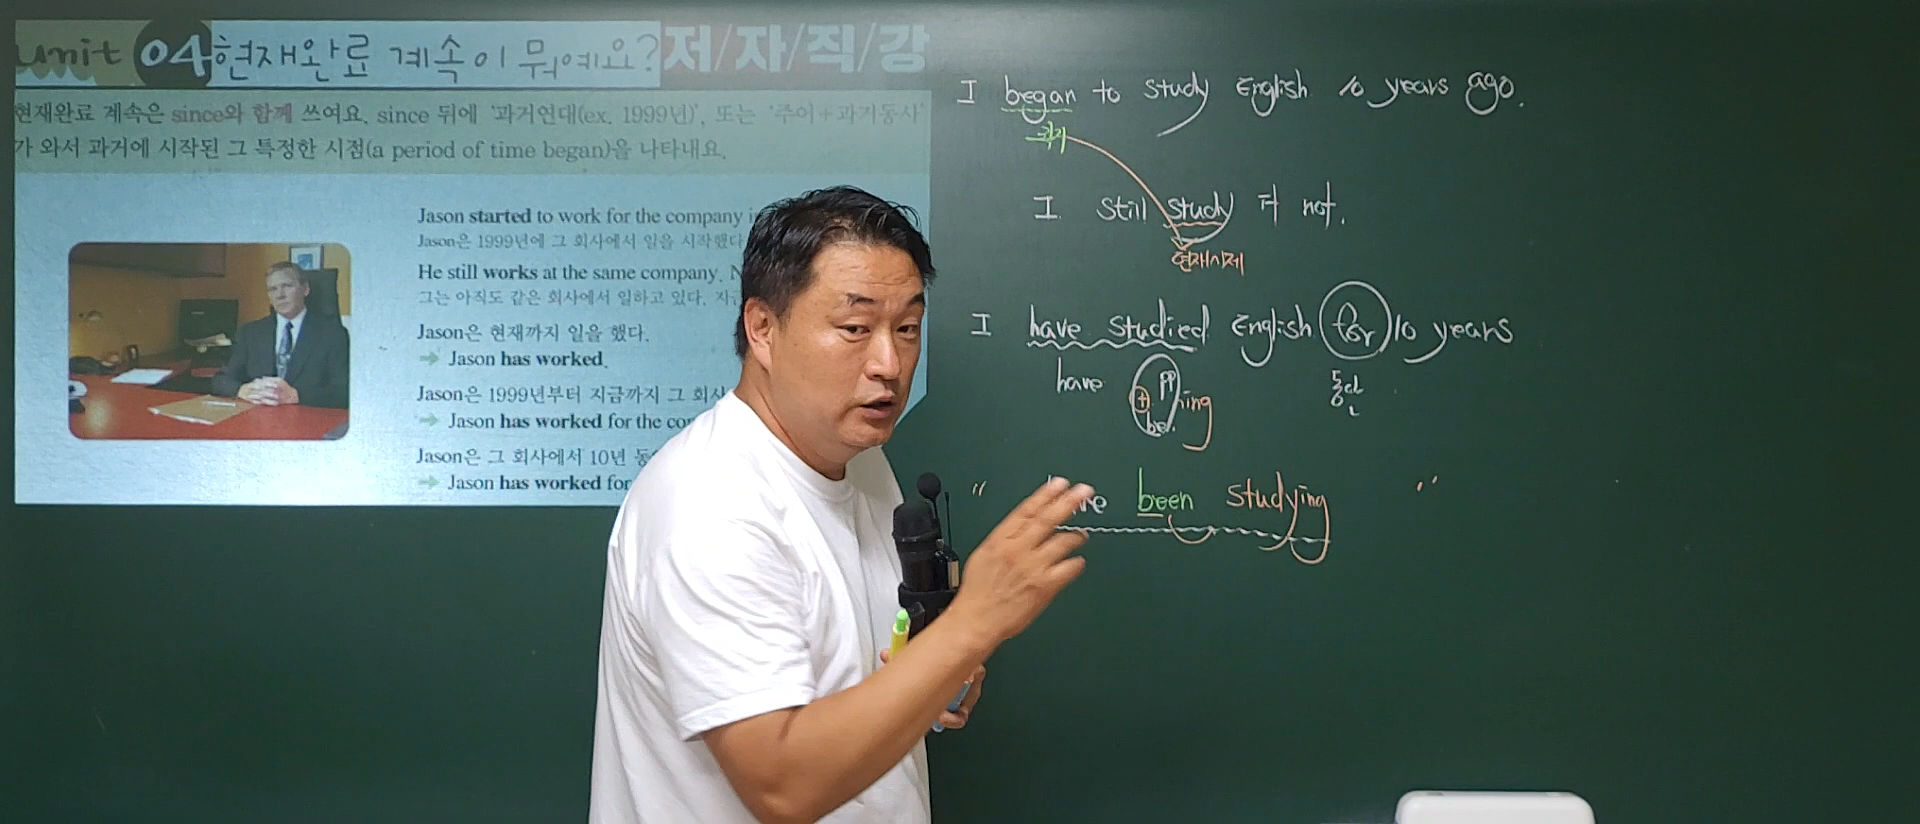 unit 04 현재완료 계속이 뭐예요? 저/자/직/강
현재완료 계속은 since와 함께 쓰여요. since 뒤에 '과거연대(ex. 1999년)', 또는 '주어+과거동사'
가 와서 과거에 시작된 그 특정한 시점(a period of time began)을 나타내요.
Jason started to work for the company
Jason은 1999년에 그 회사에서 일을 시작했다
He still works at the same company. N
그는 아직도 같은 회사에서 일하고 있다. 지금
Jason은 현재까지 일을 했다.
→ Jason has worked.
Jason은 1999년부터 지금까지 그 회사
→ Jason has worked for the com
Jason은 그 회사에서 10년 동
→ Jason has worked for
I began to study English 10 years ago.
과거
I still study it not.
현재시제
I have studied English for 10 years
have + pp ing
be. 동안
" have been studying "